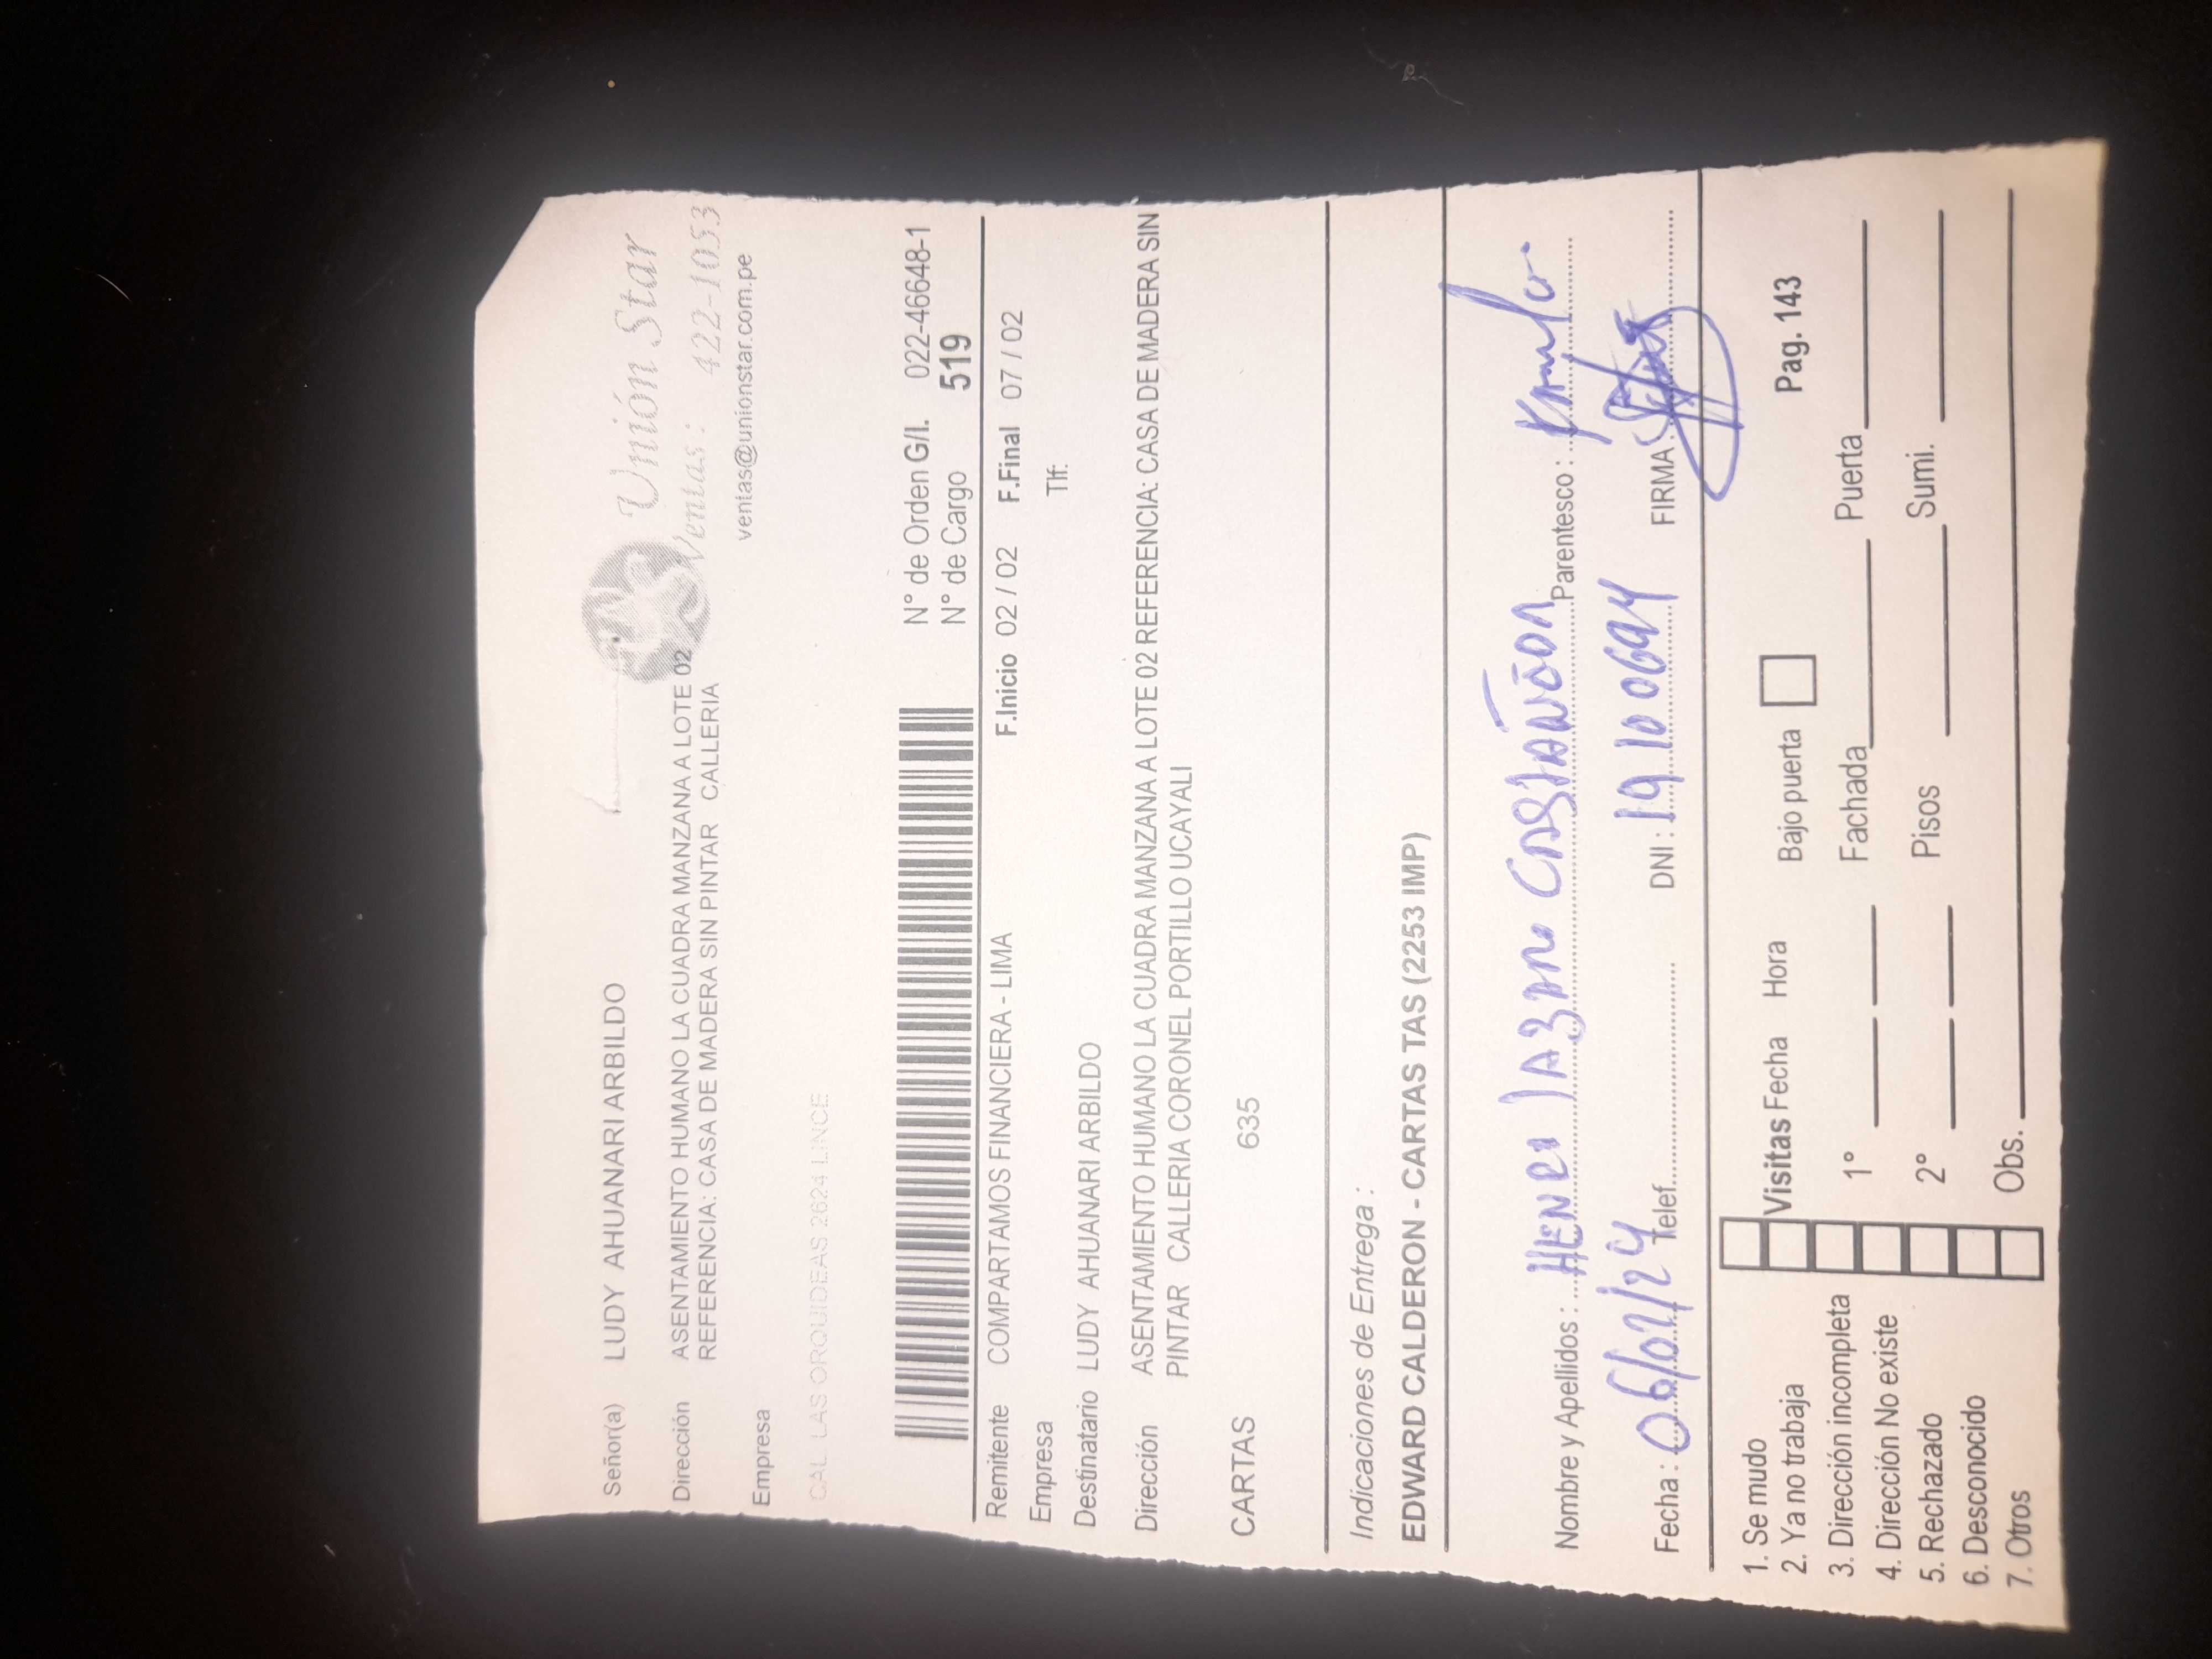 Unión Star
Ventas : 422-1053
ventas@unionstar.com.pe
Señor(a) LUDY AHUANARI ARBILDO
Dirección ASENTAMIENTO HUMANO LA CUADRA MANZANA A LOTE 02
REFERENCIA: CASA DE MADERA SIN PINTAR CALLERIA
Empresa
CAL. LAS ORQUIDEAS 2624 LINCE
N° de Orden G/I. 022-46648-1
N° de Cargo 519
Remitente COMPARTAMOS FINANCIERA - LIMA F.Inicio 02 / 02 F.Final 07 / 02
Empresa Tlf:
Destinatario LUDY AHUANARI ARBILDO
Dirección ASENTAMIENTO HUMANO LA CUADRA MANZANA A LOTE 02 REFERENCIA: CASA DE MADERA SIN
PINTAR CALLERIA CORONEL PORTILLO UCAYALI
CARTAS 635
Indicaciones de Entrega :
EDWARD CALDERON - CARTAS TAS (2253 IMP)
Nombre y Apellidos : HENRI CASTAÑON Parentesco :
Fecha : 06/02/24 Telef. DNI : 19100694 FIRMA :
1. Se mudo Visitas Fecha Hora Bajo puerta Pag. 143
2. Ya no trabaja
3. Dirección incompleta 1° Fachada Puerta
4. Dirección No existe
5. Rechazado 2° Pisos Sumi.
6. Desconocido
7. Otros Obs.